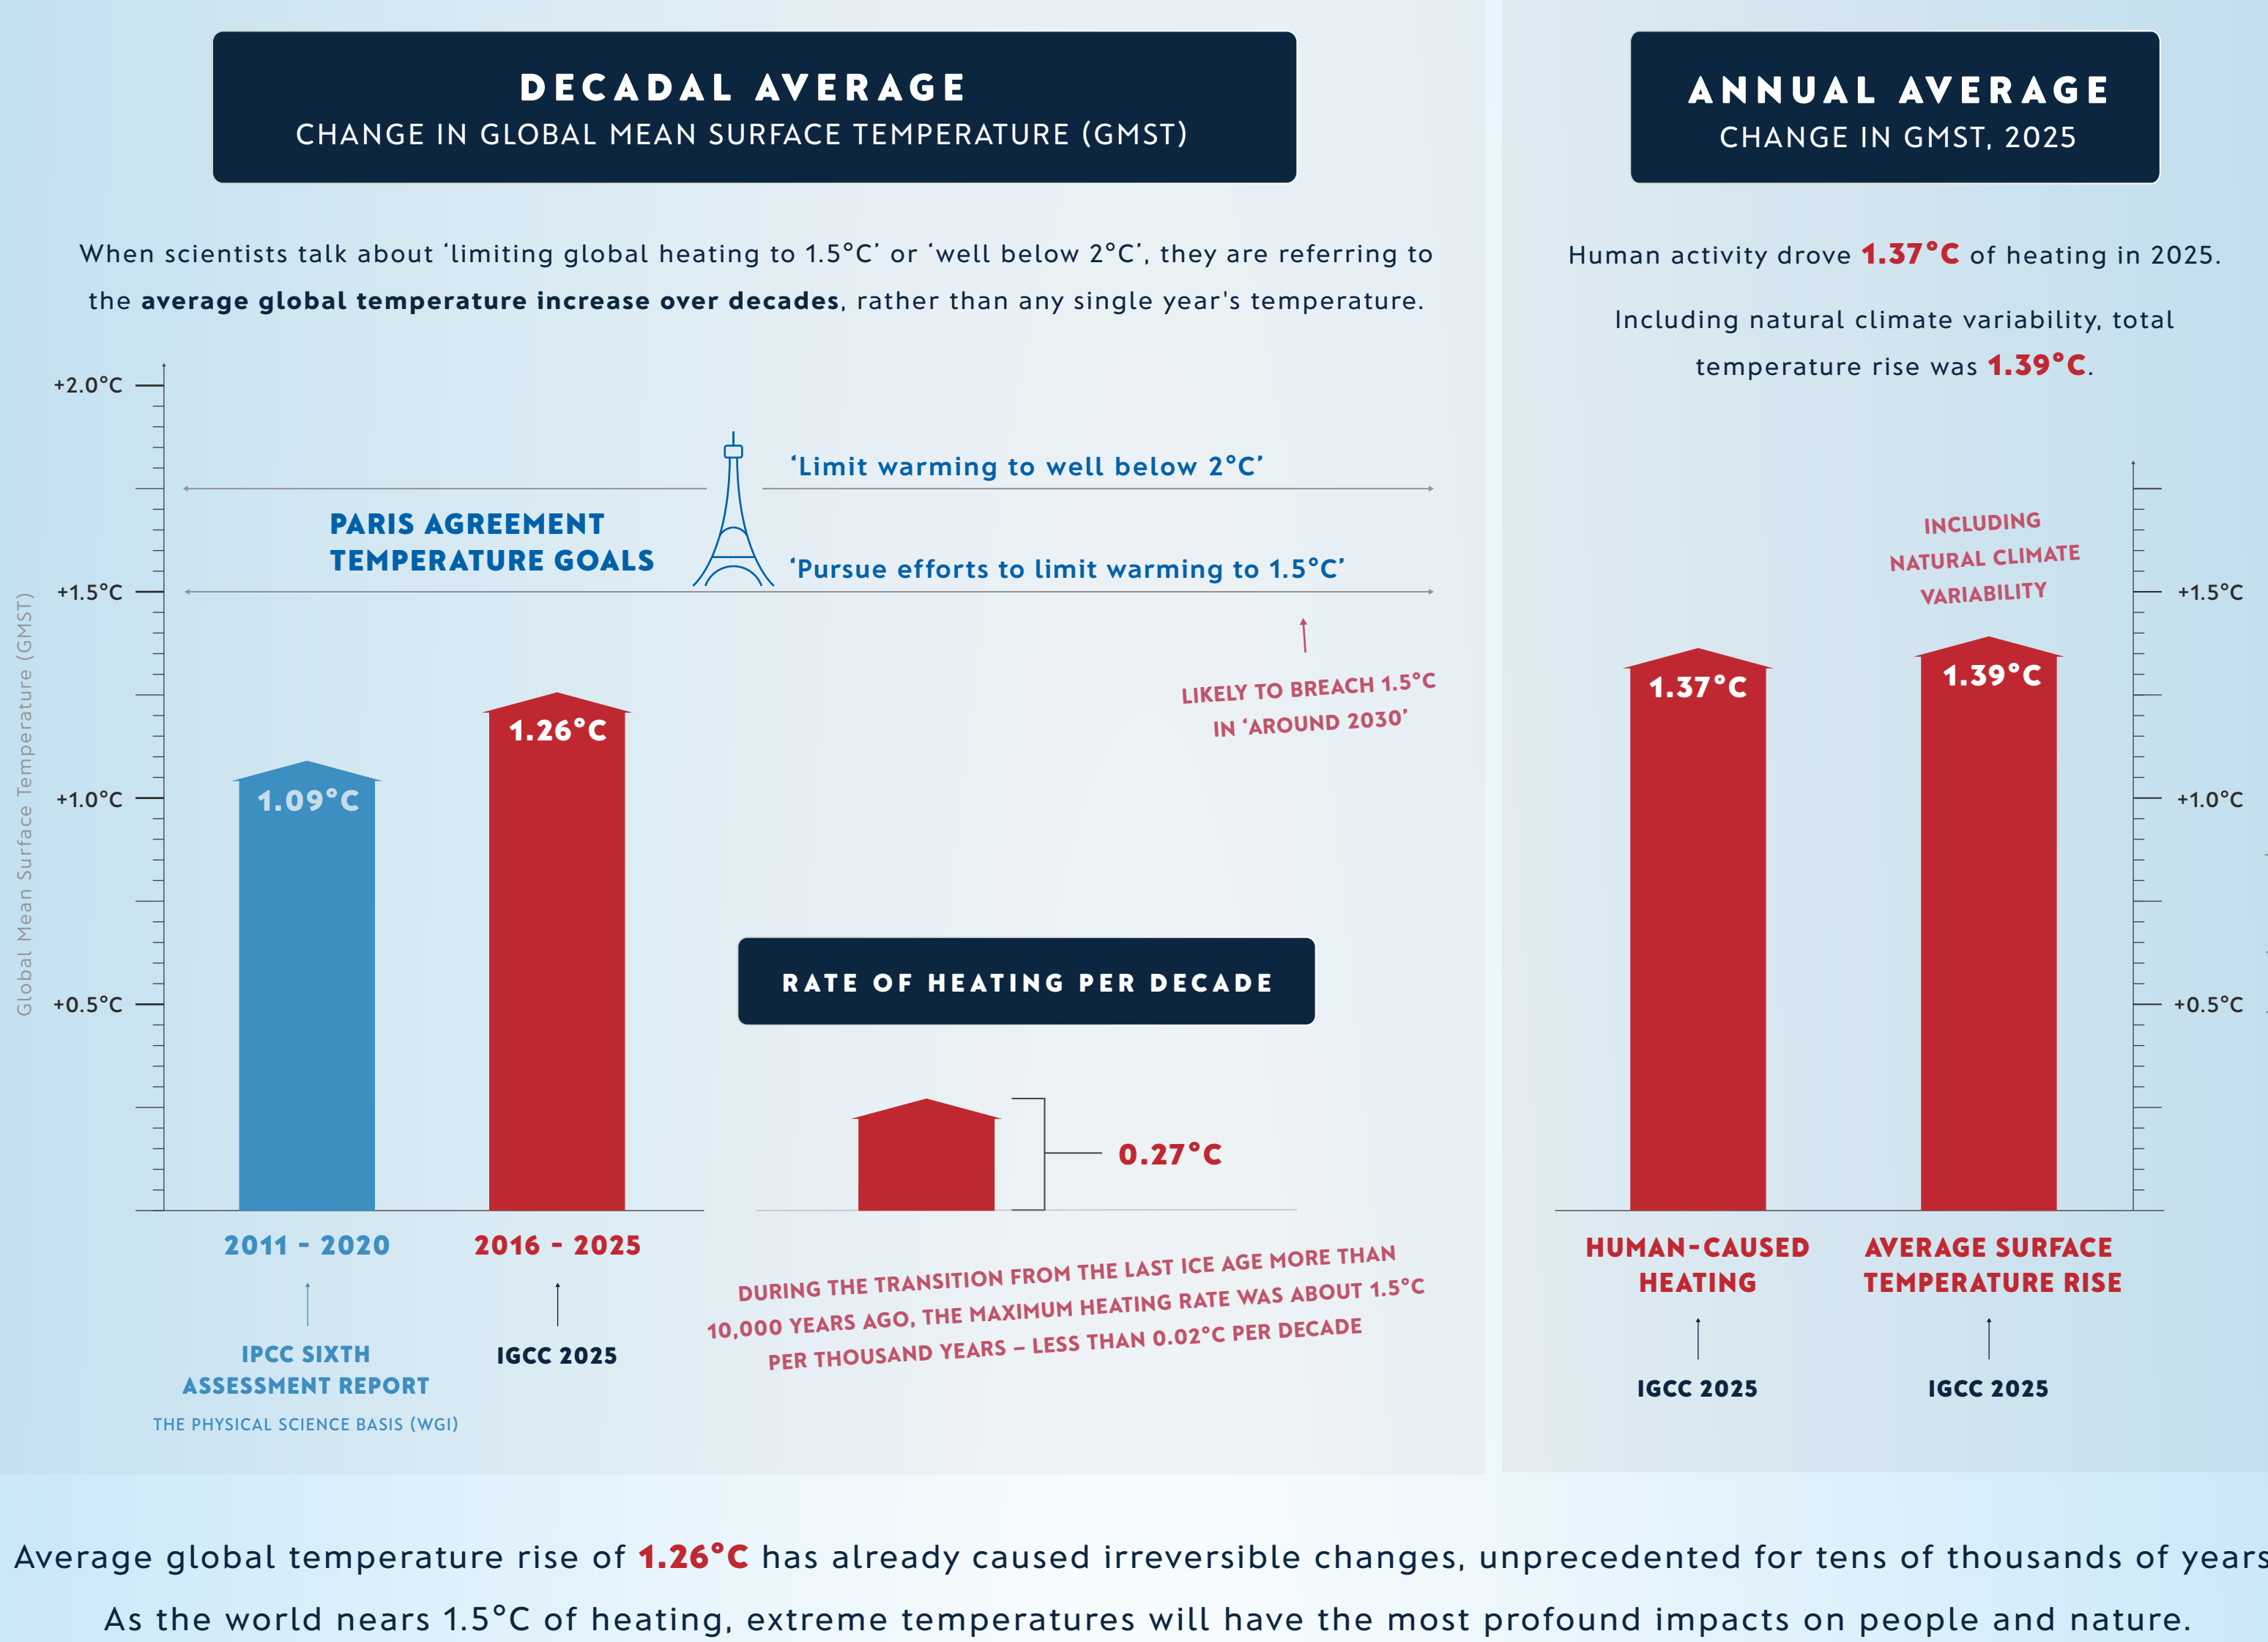 DECADAL AVERAGE
CHANGE IN GLOBAL MEAN SURFACE TEMPERATURE (GMST)
When scientists talk about ‘limiting global heating to 1.5°C’ or ‘well below 2°C’, they are referring to
the average global temperature increase over decades, rather than any single year's temperature.
Global Mean Surface Temperature (GMST)
+2.0°C
+1.5°C
+1.0°C
+0.5°C
‘Limit warming to well below 2°C’
PARIS AGREEMENT
TEMPERATURE GOALS
‘Pursue efforts to limit warming to 1.5°C’
LIKELY TO BREACH 1.5°C
IN ‘AROUND 2030’
1.09°C
1.26°C
2011 - 2020
2016 - 2025
IPCC SIXTH
ASSESSMENT REPORT
THE PHYSICAL SCIENCE BASIS (WGI)
IGCC 2025
RATE OF HEATING PER DECADE
0.27°C
DURING THE TRANSITION FROM THE LAST ICE AGE MORE THAN
10,000 YEARS AGO, THE MAXIMUM HEATING RATE WAS ABOUT 1.5°C
PER THOUSAND YEARS – LESS THAN 0.02°C PER DECADE
ANNUAL AVERAGE
CHANGE IN GMST, 2025
Human activity drove 1.37°C of heating in 2025.
Including natural climate variability, total
temperature rise was 1.39°C.
INCLUDING
NATURAL CLIMATE
VARIABILITY
+1.5°C
+1.0°C
+0.5°C
1.37°C
1.39°C
HUMAN-CAUSED
HEATING
IGCC 2025
AVERAGE SURFACE
TEMPERATURE RISE
IGCC 2025
Average global temperature rise of 1.26°C has already caused irreversible changes, unprecedented for tens of thousands of years
As the world nears 1.5°C of heating, extreme temperatures will have the most profound impacts on people and nature.